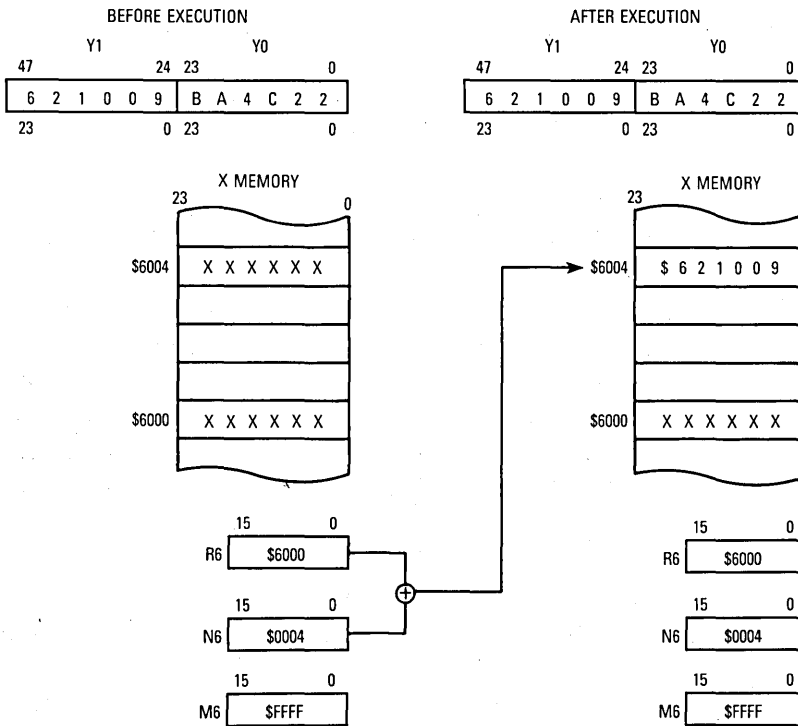 BEFORE EXECUTION
Y1 Y0
47 24 23 0
6 2 1 0 0 9 B A 4 C 2 2
23 0 23 0
X MEMORY
23 0
$6004 X X X X X X
$6000 X X X X X X
15 0
R6 $6000
15 0
N6 $0004
15 0
M6 $FFFF
+
AFTER EXECUTION
Y1 Y0
47 24 23 0
6 2 1 0 0 9 B A 4 C 2 2
23 0 23 0
X MEMORY
23
$6004 $ 6 2 1 0 0 9
$6000 X X X X X X
15 0
R6 $6000
15 0
N6 $0004
15 0
M6 $FFFF